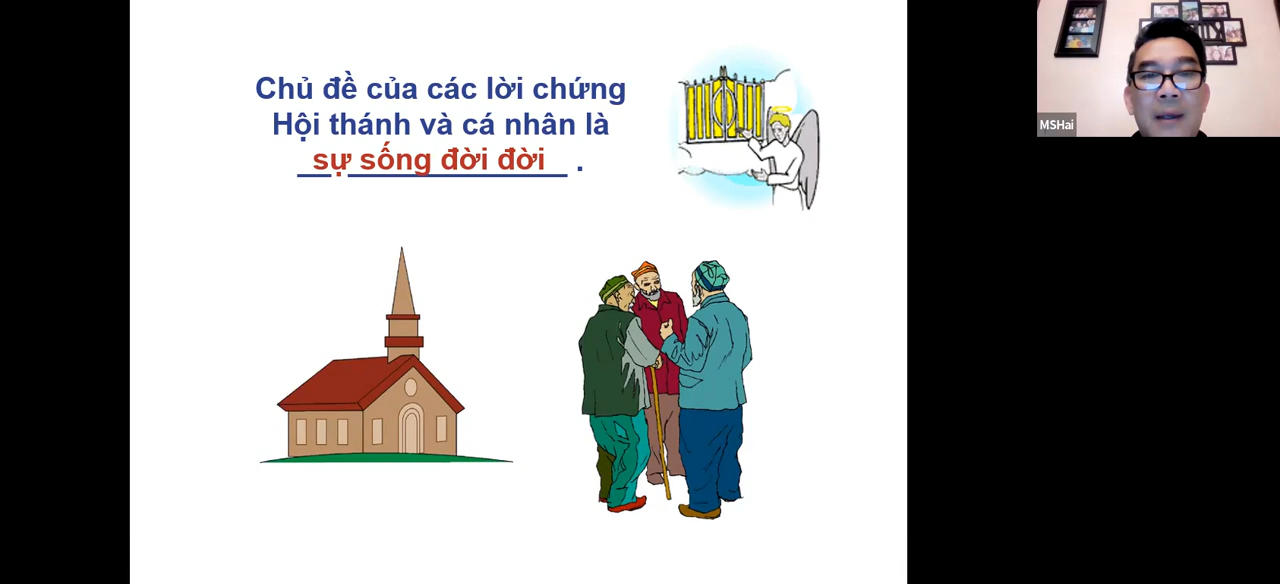 Chủ đề của các lời chứng
Hội thánh và cá nhân là
sự sống đời đời .
MSHai